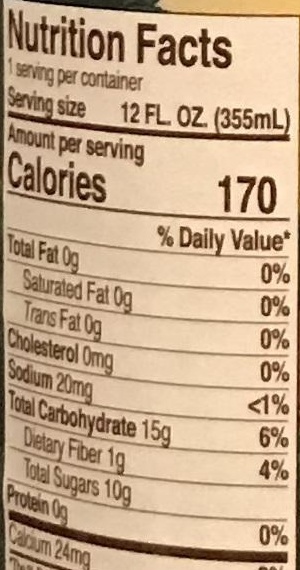 Nutrition Facts
1 serving per container
Serving size 12 FL. OZ. (355mL)
Amount per serving
Calories 170
% Daily Value*
Total Fat 0g 0%
Saturated Fat 0g 0%
Trans Fat 0g 0%
Cholesterol 0mg 0%
Sodium 20mg <1%
Total Carbohydrate 15g 6%
Dietary Fiber 1g 4%
Total Sugars 10g
Protein 0g 0%
Calcium 24mg